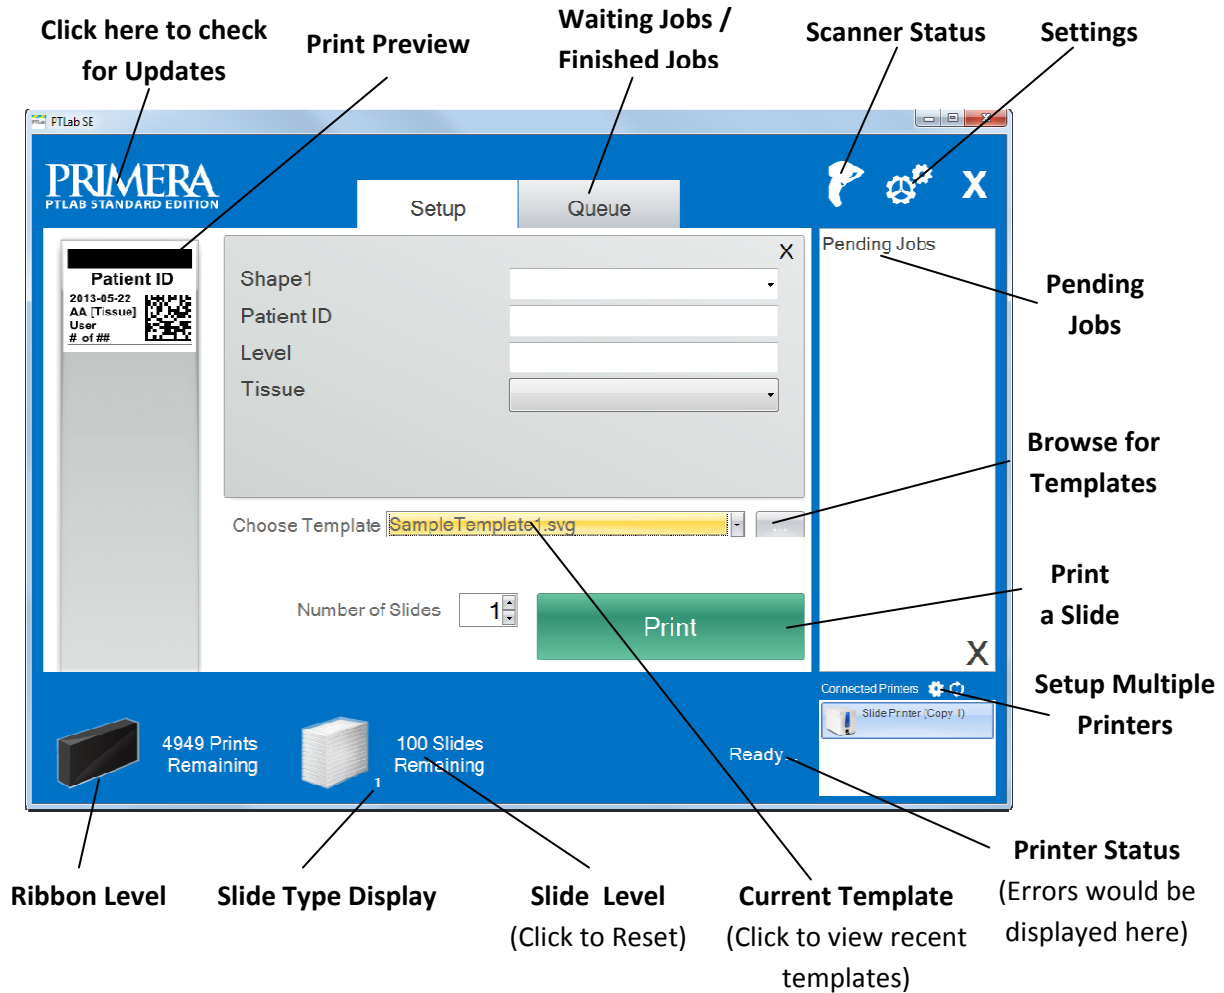 Click here to check
for Updates
Print Preview
Waiting Jobs /
Finished Jobs
Scanner Status
Settings
PTLab SE
PRIMERA
PTLAB STANDARD EDITION
Setup
Queue
X
Patient ID
2013-05-22
AA [Tissue]
User
# of ##
X
Shape1
Patient ID
Level
Tissue
Pending Jobs
Pending
Jobs
Browse for
Templates
Choose Template
SampleTemplate1.svg
...
Number of Slides
1
Print
Print
a Slide
X
Connected Printers
Slide Printer (Copy 1)
Setup Multiple
Printers
4949 Prints
Remaining
1
100 Slides
Remaining
Ready...
Ribbon Level
Slide Type Display
Slide Level
(Click to Reset)
Current Template
(Click to view recent
templates)
Printer Status
(Errors would be
displayed here)